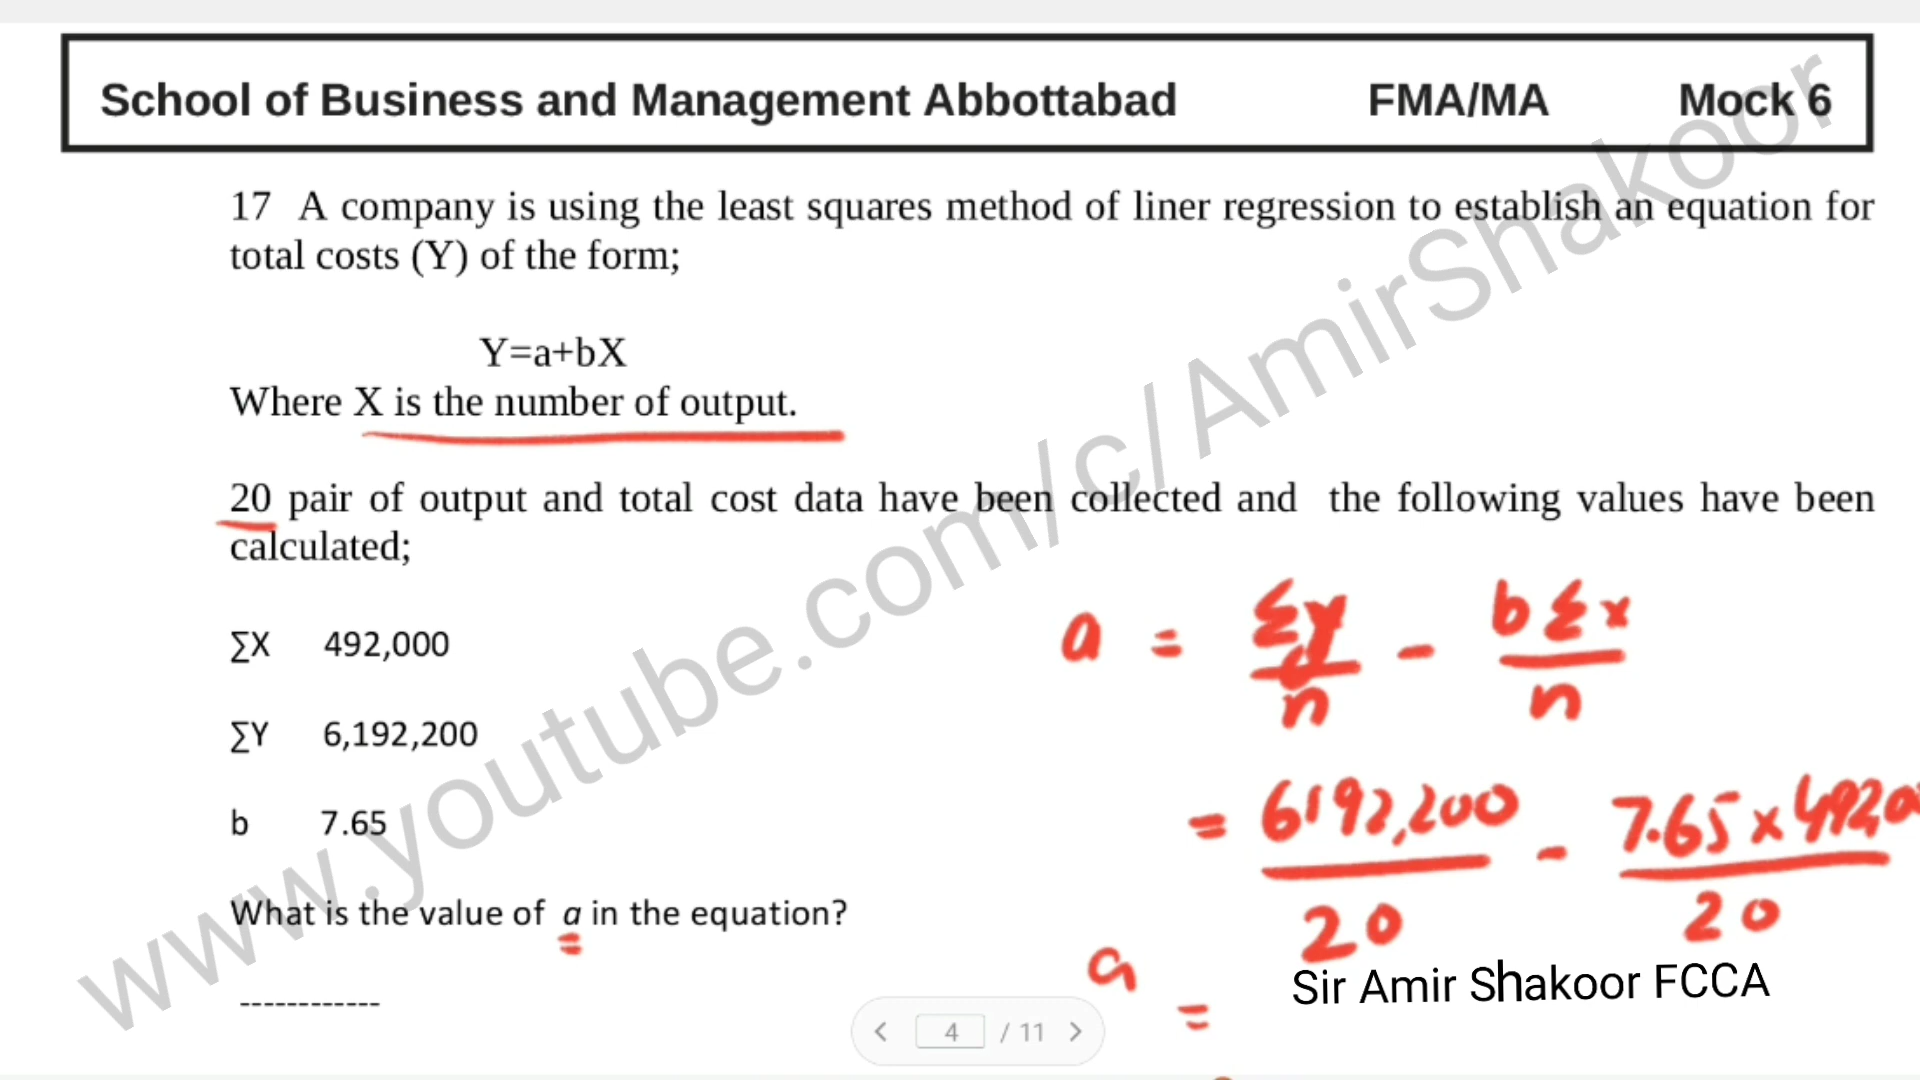 School of Business and Management Abbottabad FMA/MA Mock 6
17 A company is using the least squares method of liner regression to establish an equation for
total costs (Y) of the form;
Y=a+bX
Where X is the number of output.
20 pair of output and total cost data have been collected and the following values have been
calculated;
∑X 492,000
∑Y 6,192,200
b 7.65
What is the value of a in the equation?
------------
a = Σy/n - bΣx/n
= 6192,200/20 - 7.65 x 492,0/20
a =
Sir Amir Shakoor FCCA
4 / 11
www.youtube.com/c/AmirShakoor